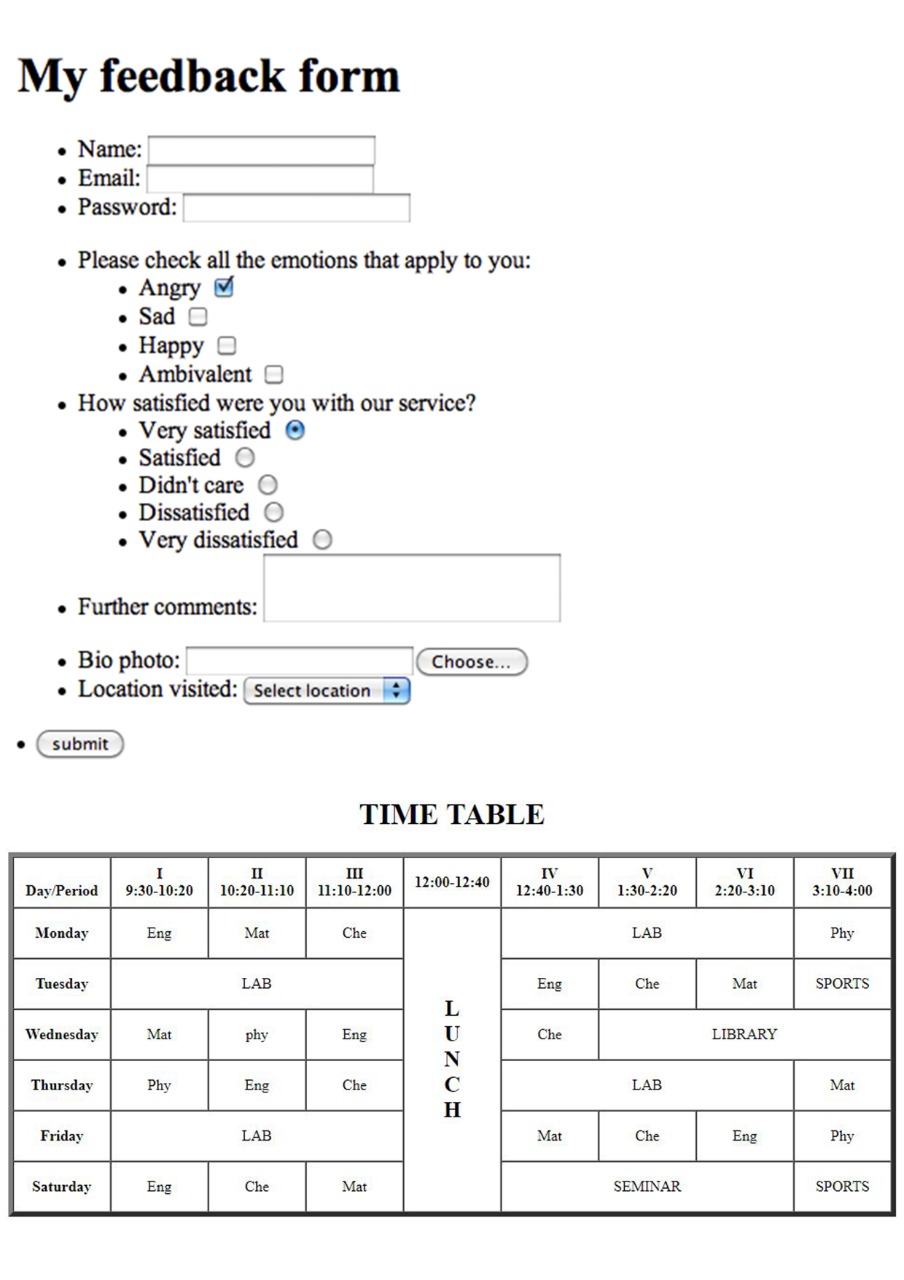 My feedback form
Name:
Email:
Password:
Please check all the emotions that apply to you:
Angry
Sad
Happy
Ambivalent
How satisfied were you with our service?
Very satisfied
Satisfied
Didn't care
Dissatisfied
Very dissatisfied
Further comments:
Bio photo: Choose...
Location visited: Select location
submit
TIME TABLE
Day/Period I 9:30-10:20 II 10:20-11:10 III 11:10-12:00 12:00-12:40 IV 12:40-1:30 V 1:30-2:20 VI 2:20-3:10 VII 3:10-4:00
Monday Eng Mat Che LUNCH LAB Phy
Tuesday LAB Eng Che Mat SPORTS
Wednesday Mat phy Eng Che LIBRARY
Thursday Phy Eng Che LAB Mat
Friday LAB Mat Che Eng Phy
Saturday Eng Che Mat SEMINAR SPORTS